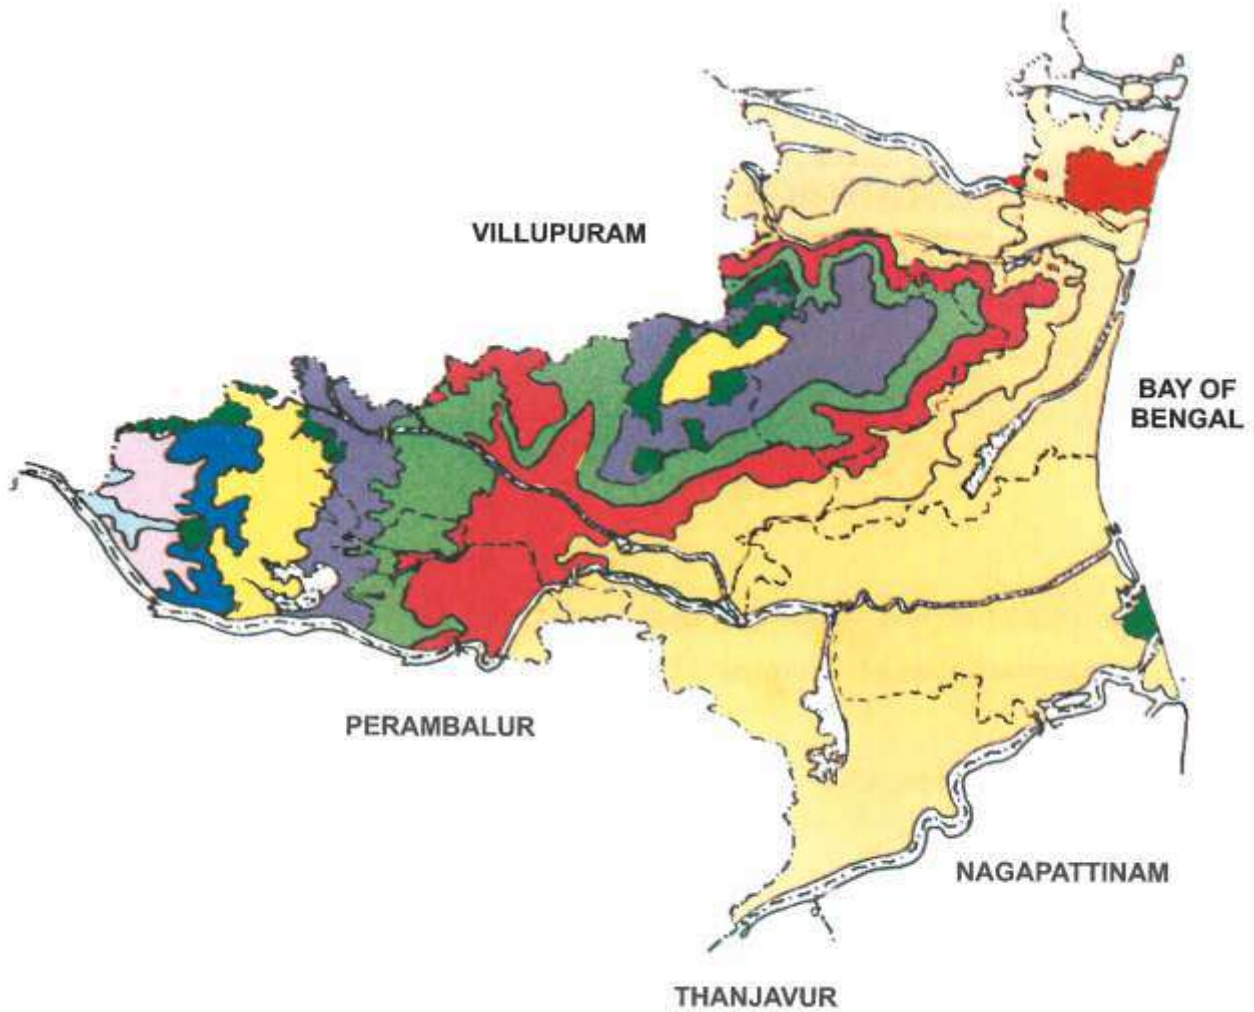 VILLUPURAM
BAY OF
BENGAL
PERAMBALUR
NAGAPATTINAM
THANJAVUR